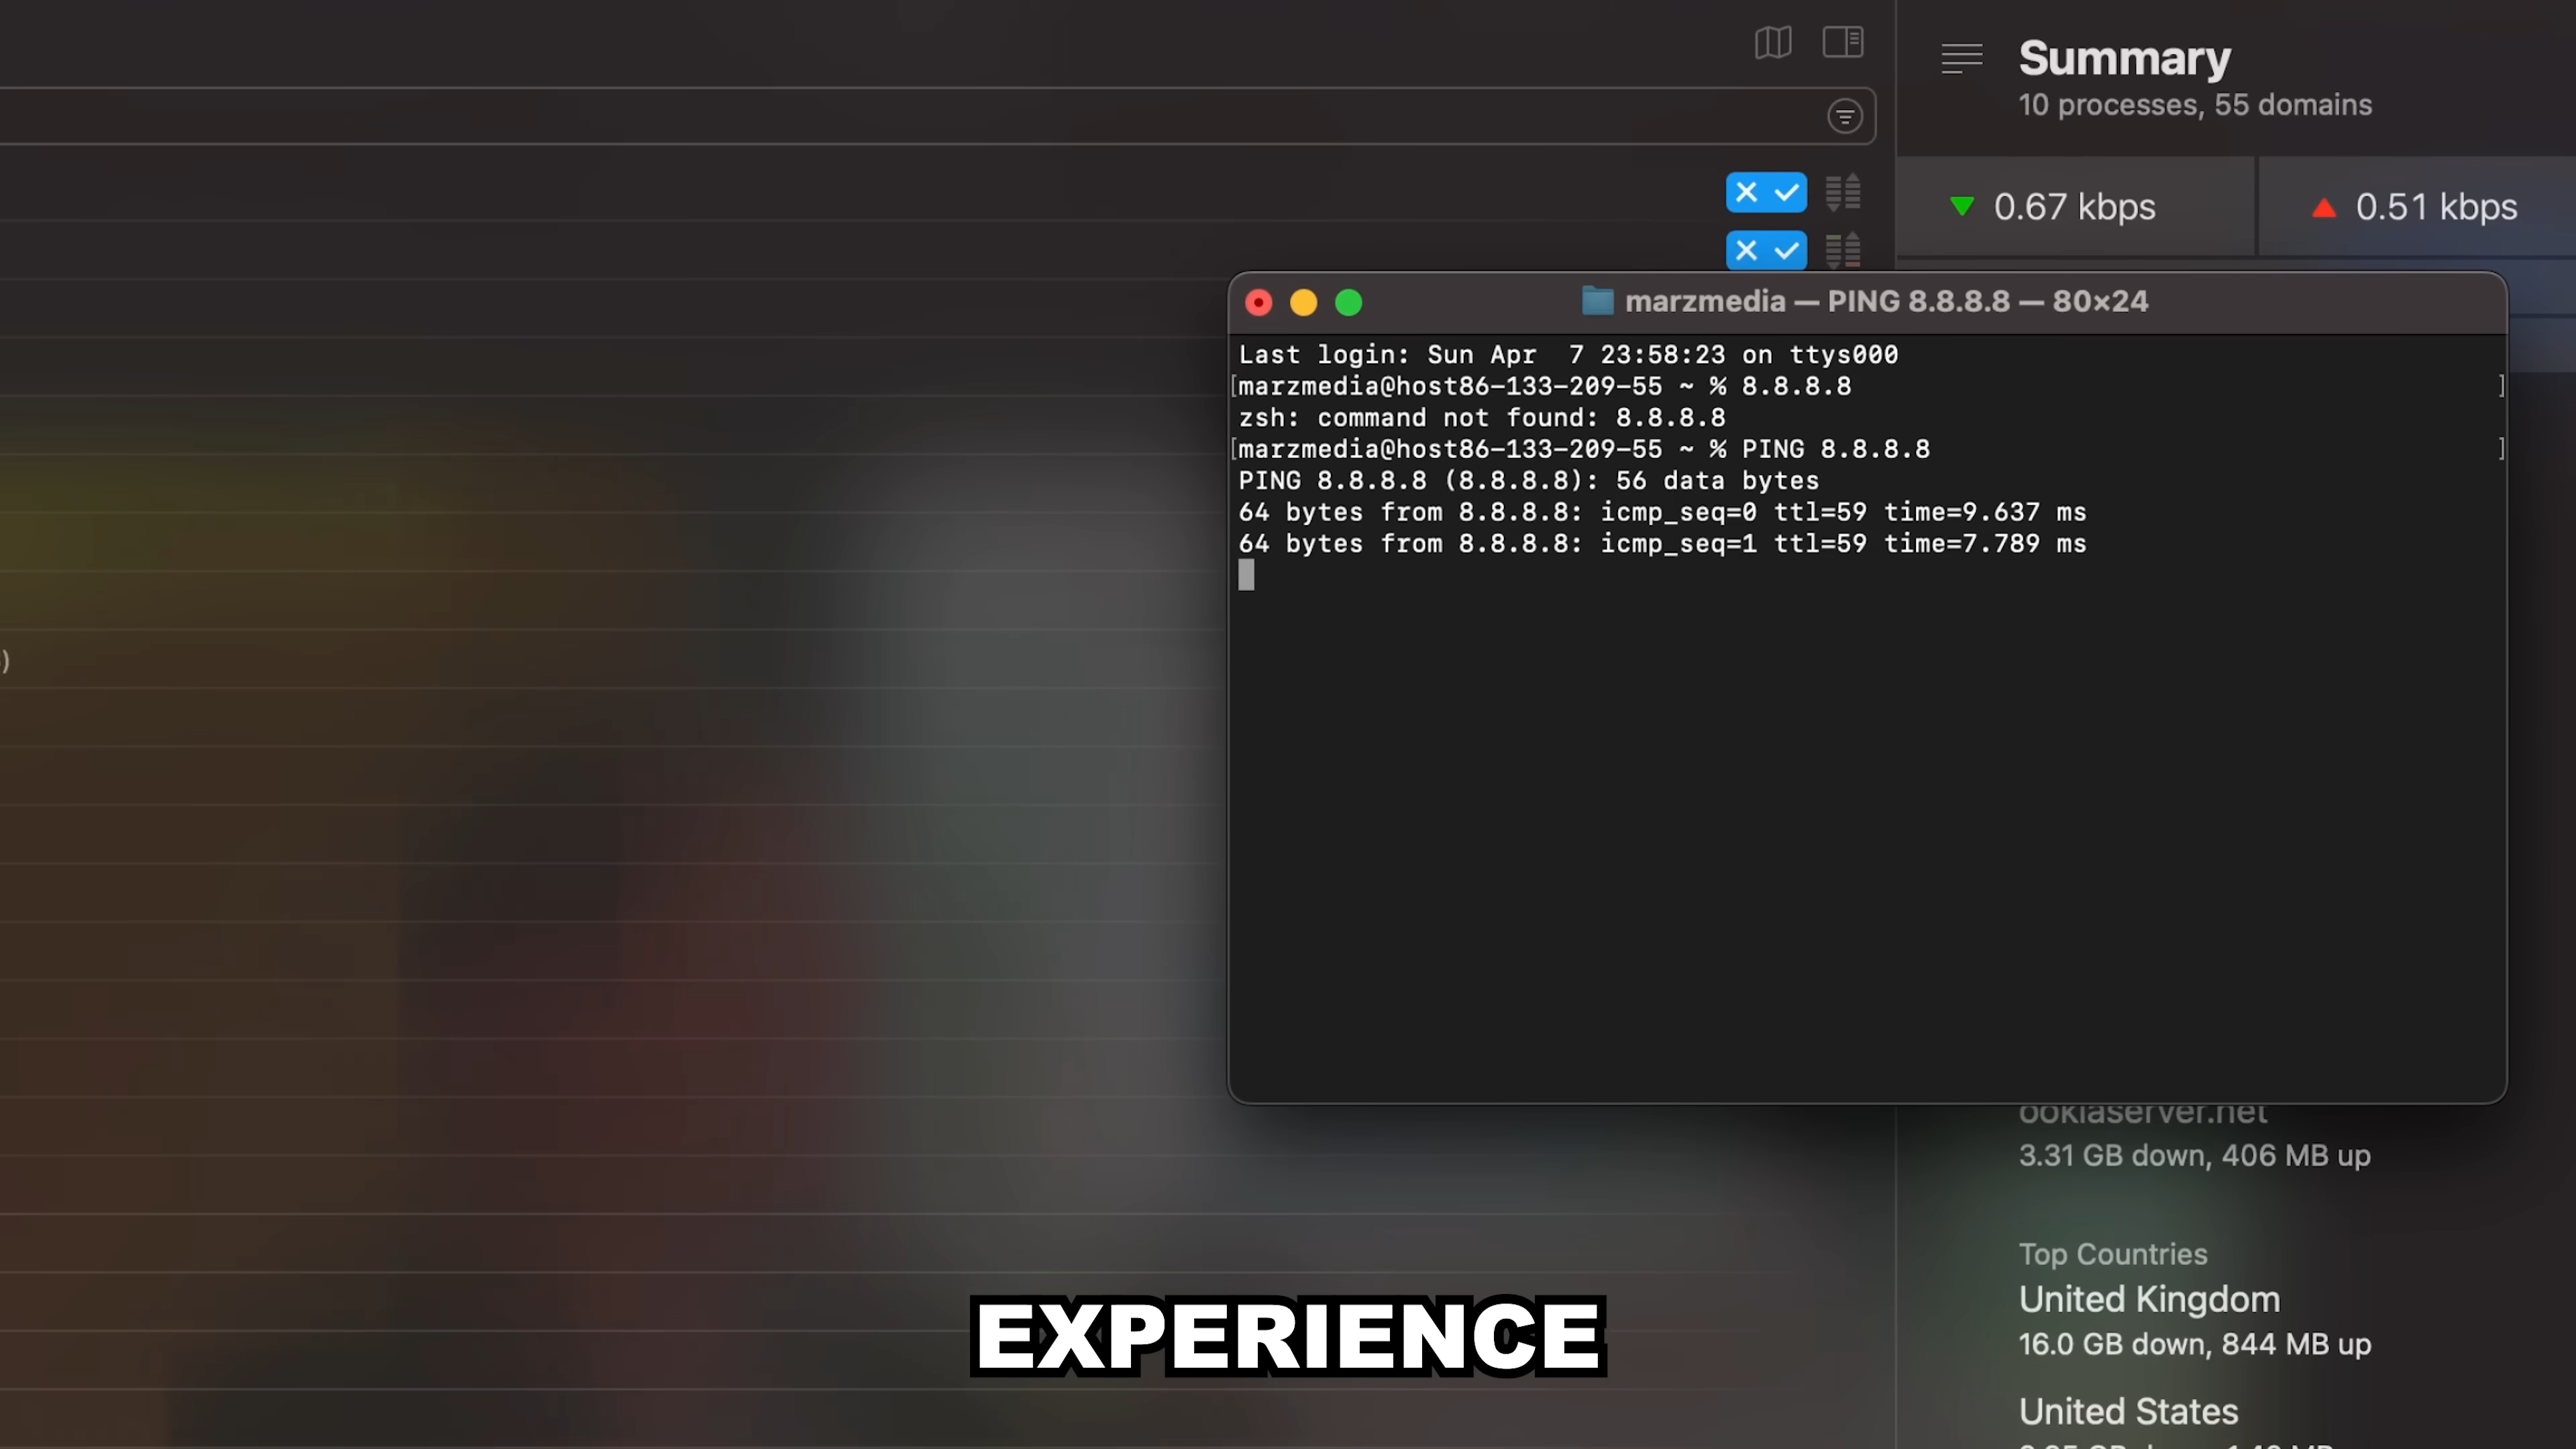 Summary
10 processes, 55 domains
0.67 kbps
0.51 kbps
marzmedia — PING 8.8.8.8 — 80×24
Last login: Sun Apr  7 23:58:23 on ttys000
[marzmedia@host86-133-209-55 ~ % 8.8.8.8 ]
zsh: command not found: 8.8.8.8
[marzmedia@host86-133-209-55 ~ % PING 8.8.8.8 ]
PING 8.8.8.8 (8.8.8.8): 56 data bytes
64 bytes from 8.8.8.8: icmp_seq=0 ttl=59 time=9.637 ms
64 bytes from 8.8.8.8: icmp_seq=1 ttl=59 time=7.789 ms
)
ooklaserver.net
3.31 GB down, 406 MB up
Top Countries
United Kingdom
16.0 GB down, 844 MB up
United States
EXPERIENCE